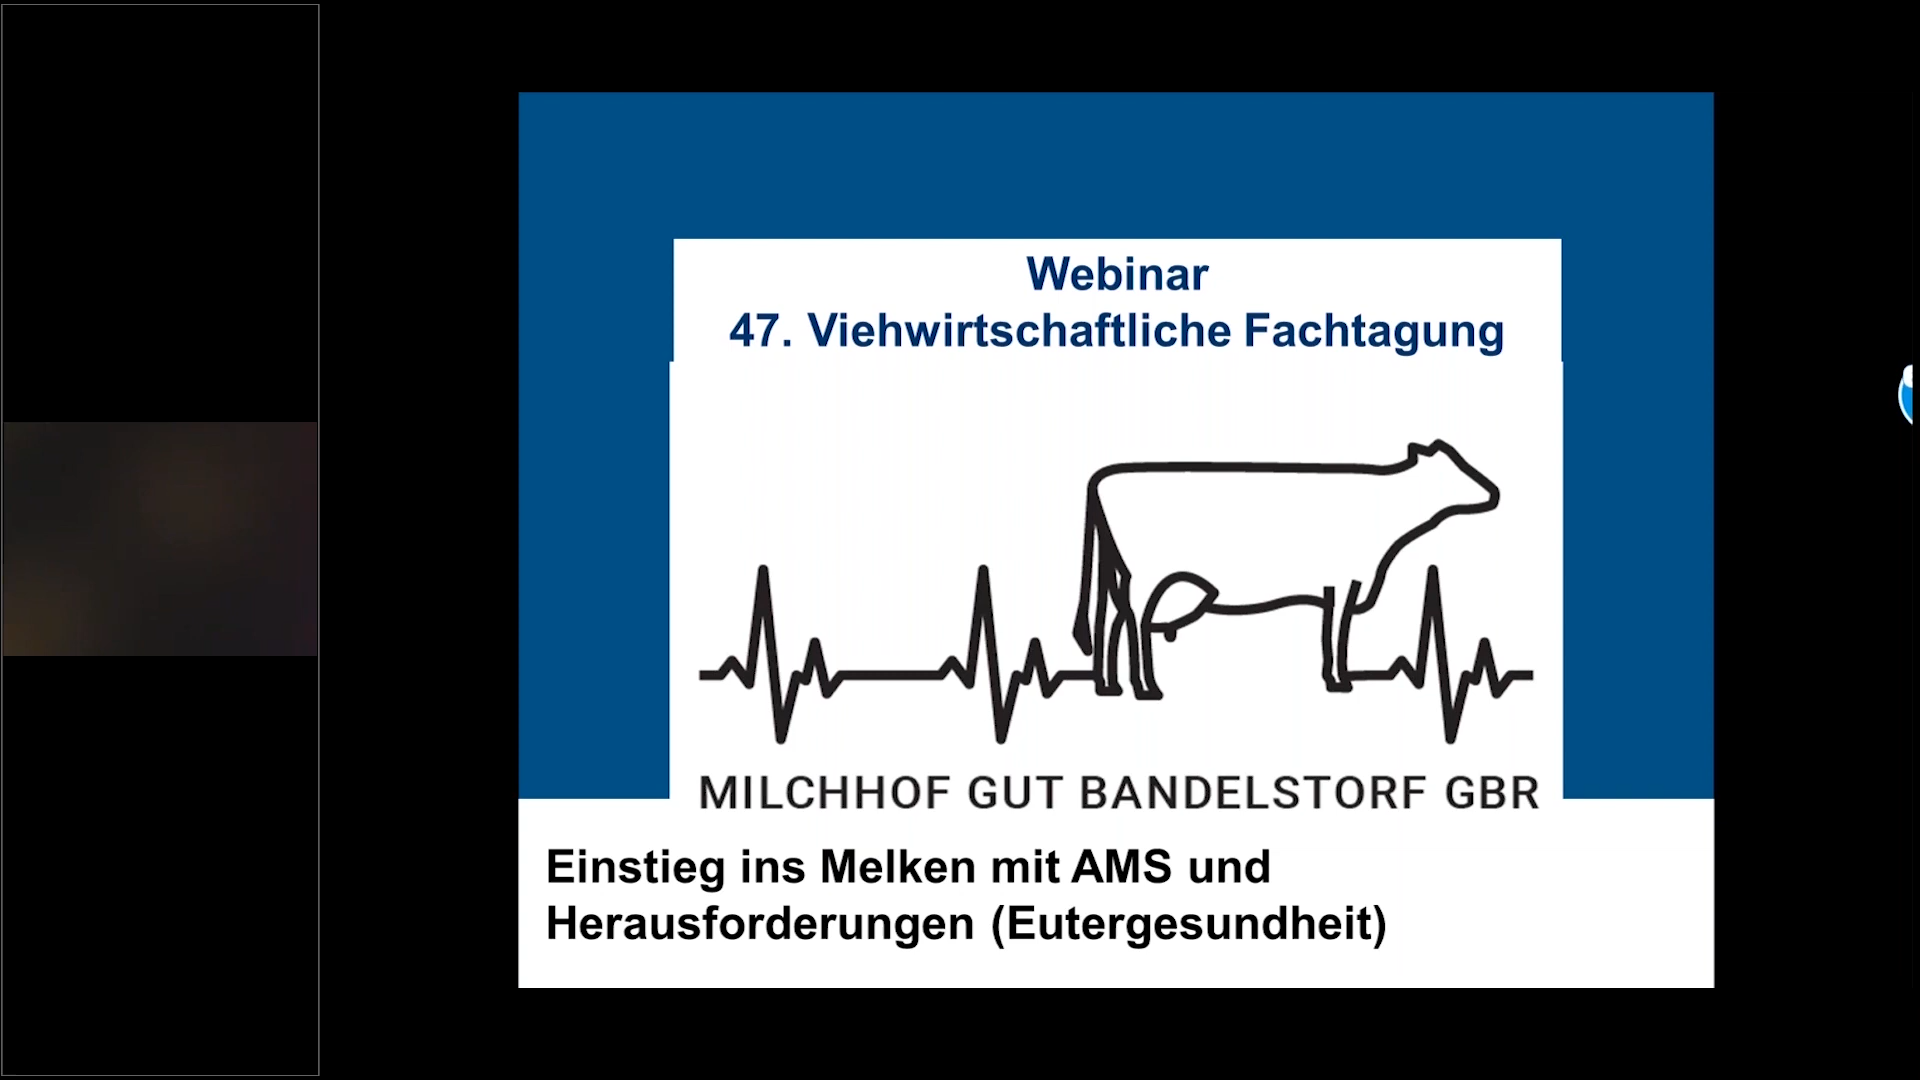 Webinar
47. Viehwirtschaftliche Fachtagung
MILCHHOF GUT BANDELSTORF GBR
Einstieg ins Melken mit AMS und
Herausforderungen (Eutergesundheit)